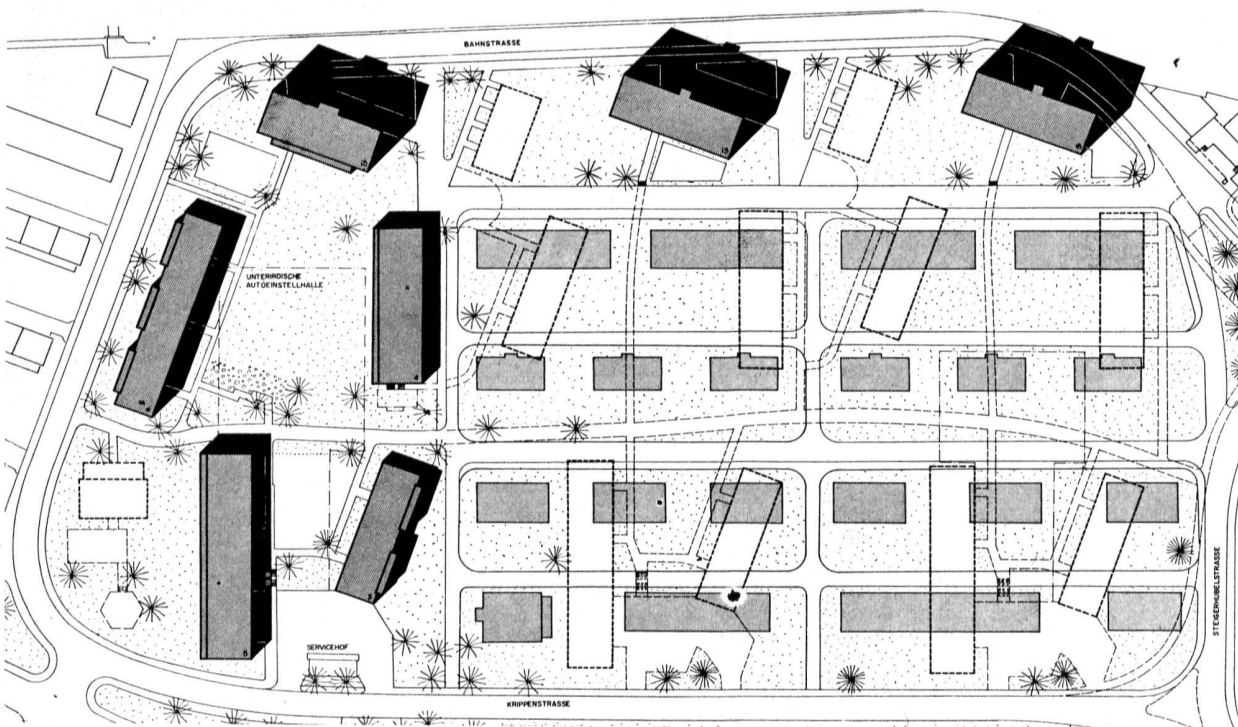 BAHNSTRASSE
UNTERIRDISCHE
AUTOEINSTELLHALLE
STEIGERHUBELSTRASSE
SERVICEHOF
KRIPPENSTRASSE